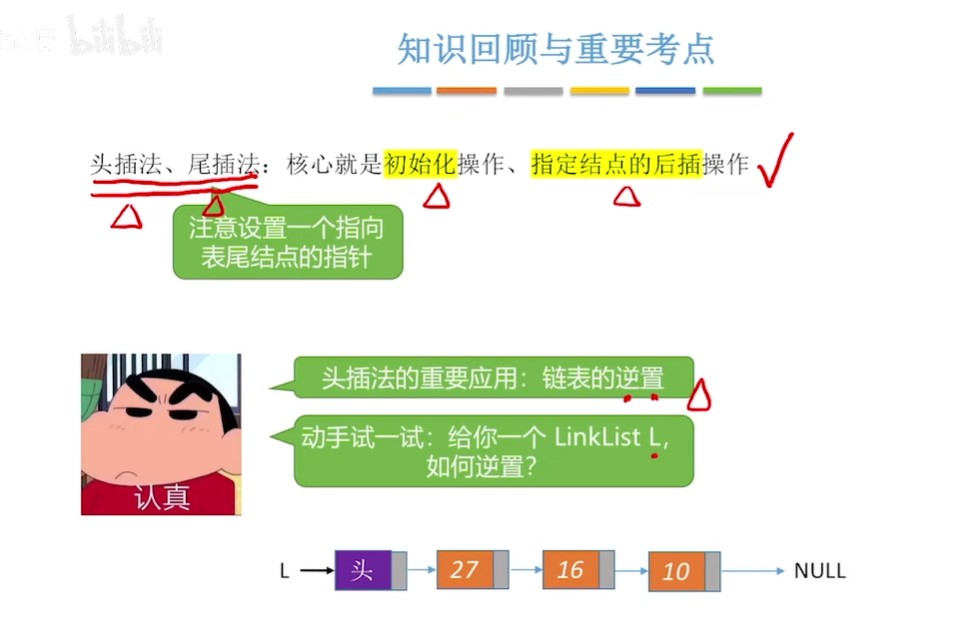 bilibili
知识回顾与重要考点
头插法、尾插法：核心就是初始化操作、指定结点的后插操作
注意设置一个指向
表尾结点的指针
头插法的重要应用：链表的逆置
动手试一试：给你一个 LinkList L，
如何逆置？
认真
L 头 27 16 10 NULL